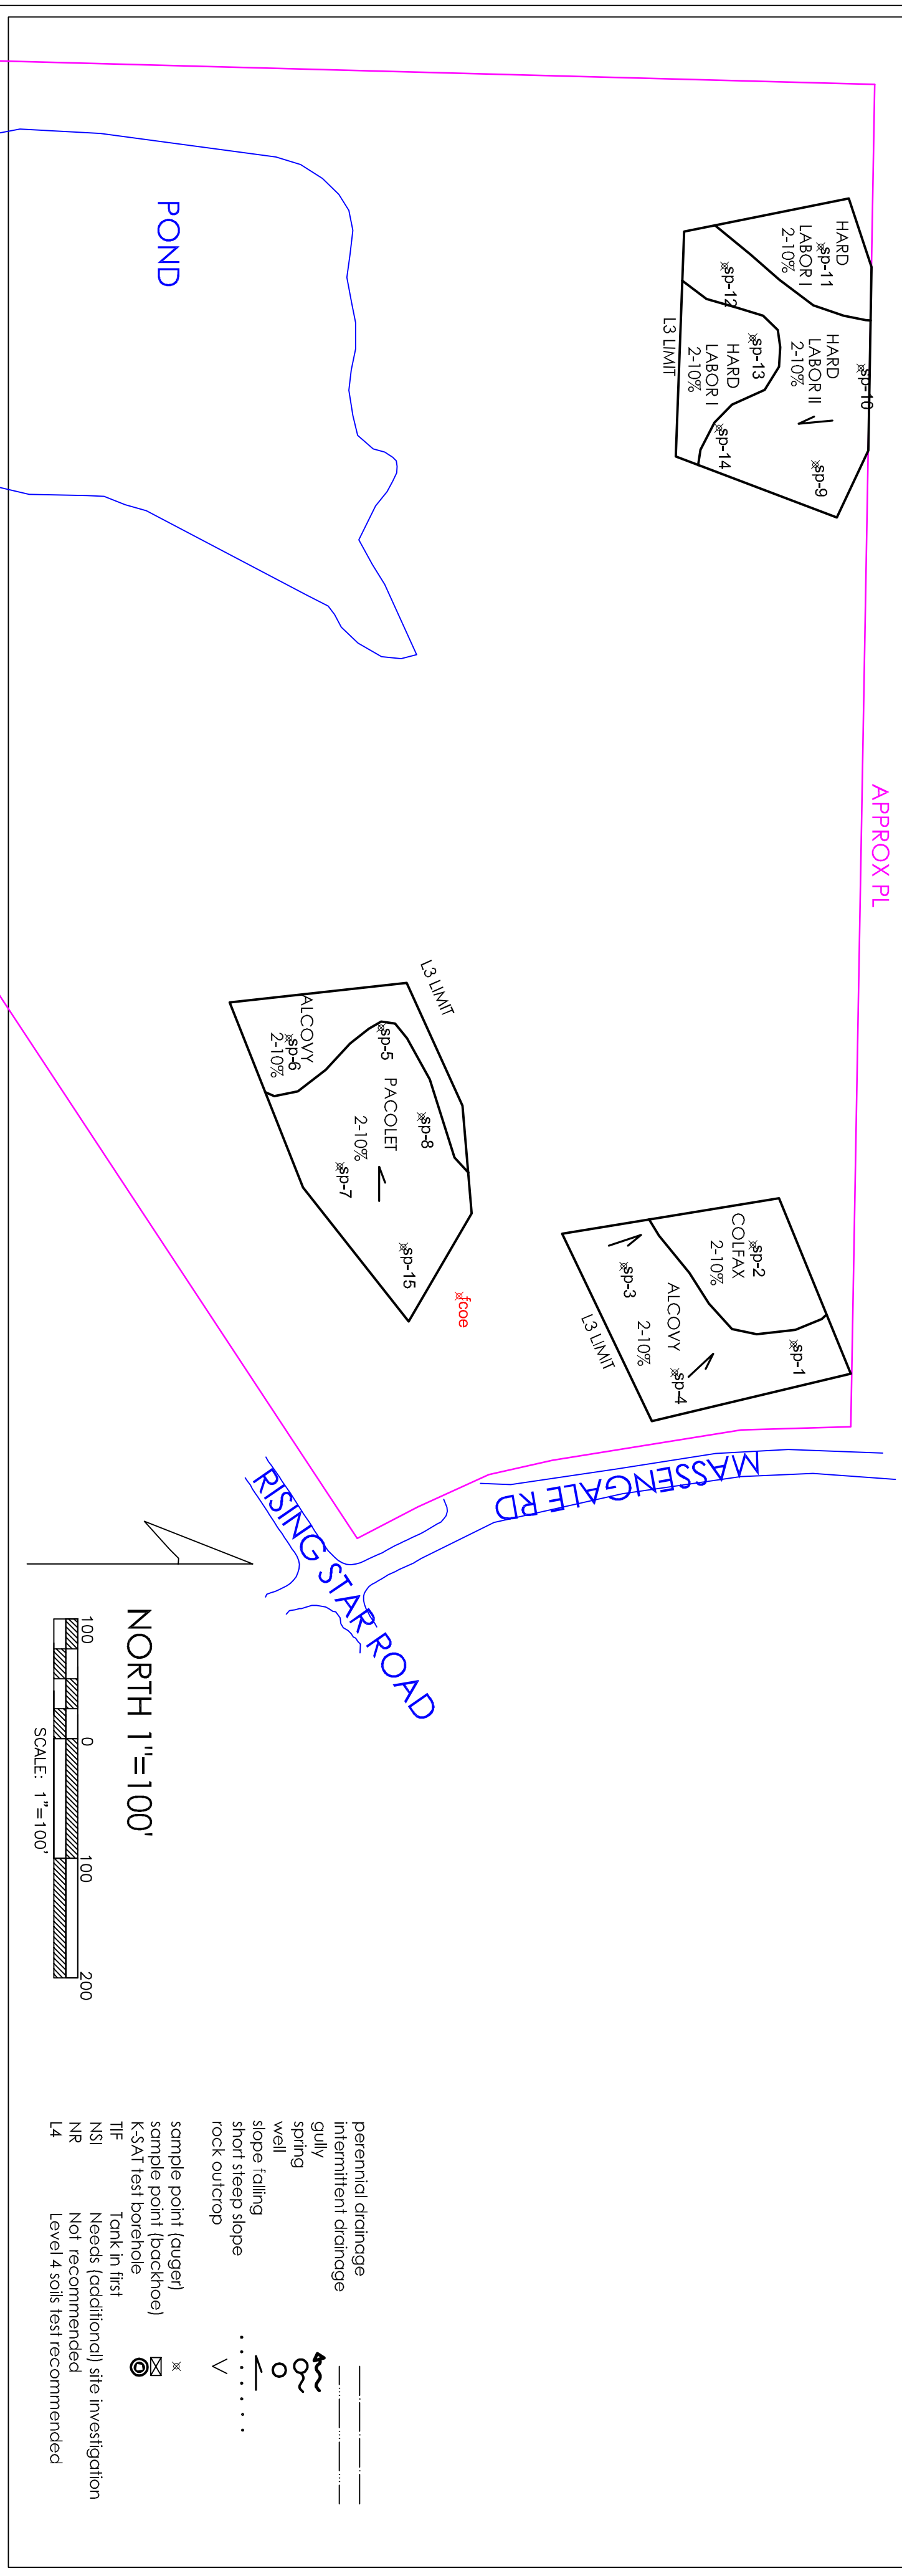 APPROX PL
POND
HARD
LABOR I
sp-11
2-10%
sp-12
sp-10
HARD
LABOR II
2-10%
sp-13
HARD
LABOR I
2-10%
sp-14
sp-9
L3 LIMIT
L3 LIMIT
ALCOVY
sp-6
2-10%
sp-5
PACOLET
2-10%
sp-8
sp-7
sp-15
fcoe
sp-2
COLFAX
2-10%
sp-1
sp-3
ALCOVY
2-10%
sp-4
L3 LIMIT
MASSENGALE RD
RISING STAR ROAD
NORTH 1"=100'
100 0 100 200
SCALE: 1"=100'
perennial drainage
intermittent drainage
gully
spring
well
slope falling
short steep slope
rock outcrop
sample point (auger)
sample point (backhoe)
K-SAT test borehole
TIF Tank in first
NSI Needs (additional) site investigation
NR Not recommended
L4 Level 4 soils test recommended